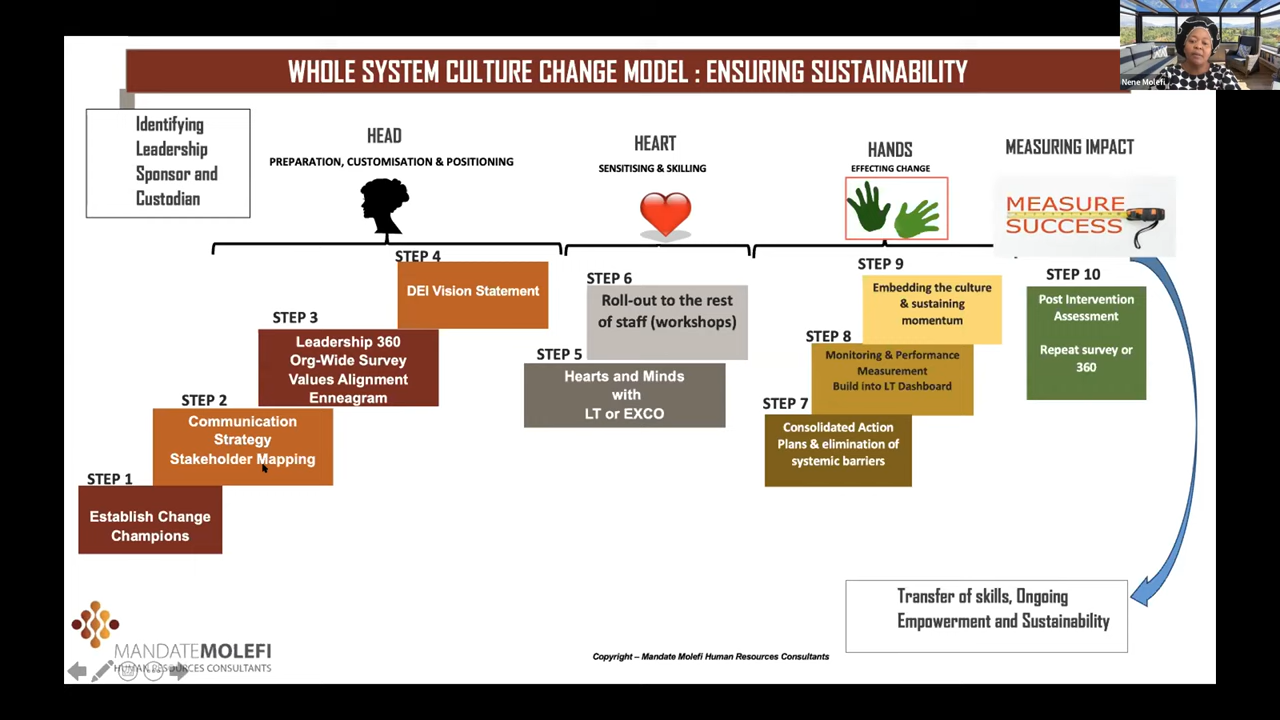 WHOLE SYSTEM CULTURE CHANGE MODEL : ENSURING SUSTAINABILITY
Nene Molefi
Identifying
Leadership
Sponsor and
Custodian
HEAD
PREPARATION, CUSTOMISATION & POSITIONING
HEART
SENSITISING & SKILLING
HANDS
EFFECTING CHANGE
MEASURING IMPACT
MEASURE
SUCCESS
STEP 4
DEI Vision Statement
STEP 3
Leadership 360
Org-Wide Survey
Values Alignment
Enneagram
STEP 2
Communication
Strategy
Stakeholder Mapping
STEP 1
Establish Change
Champions
STEP 6
Roll-out to the rest
of staff (workshops)
STEP 5
Hearts and Minds
with
LT or EXCO
STEP 9
Embedding the culture
& sustaining
momentum
STEP 8
Monitoring & Performance
Measurement
Build into LT Dashboard
STEP 7
Consolidated Action
Plans & elimination of
systemic barriers
STEP 10
Post Intervention
Assessment
Repeat survey or
360
Transfer of skills, Ongoing
Empowerment and Sustainability
MANDATEMOLEFI
HUMAN RESOURCES CONSULTANTS
Copyright – Mandate Molefi Human Resources Consultants